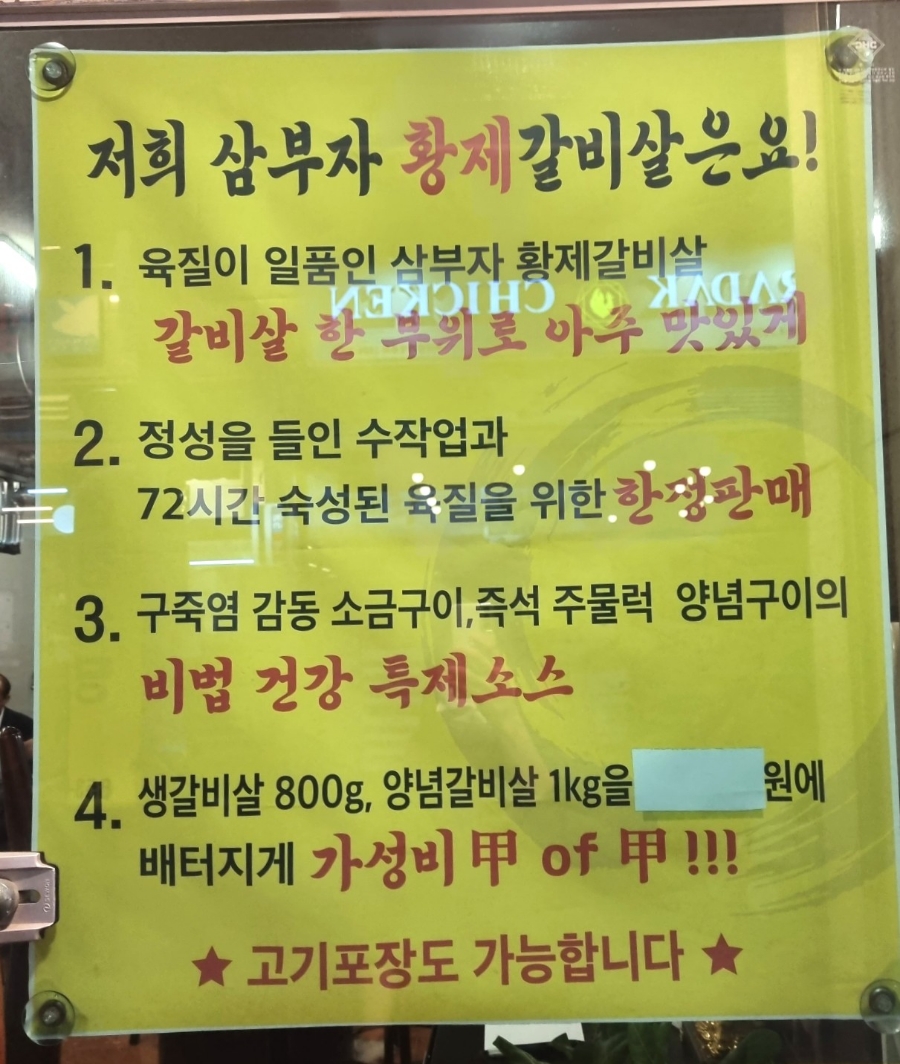 저희 삼부자 황제갈비살은요!
1. 육질이 일품인 삼부자 황제갈비살
갈비살 한 부위로 아주 맛있게
2. 정성을 들인 수작업과
72시간 숙성된 육질을 위한 한정판매
3. 구죽염 감동 소금구이,즉석 주물럭 양념구이의
비법 건강 특제소스
4. 생갈비살 800g, 양념갈비살 1kg을 원에
배터지게 가성비 甲 of 甲 !!!
★ 고기포장도 가능합니다 ★
RADAK CHICKEN